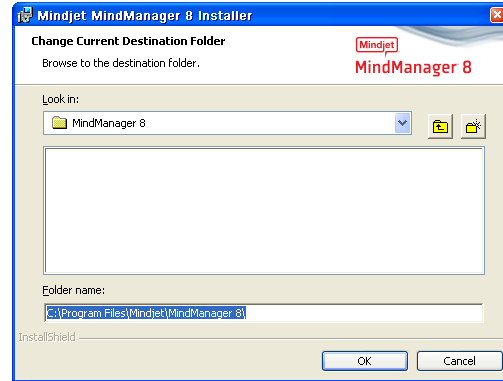 Mindjet MindManager 8 Installer
Change Current Destination Folder
Browse to the destination folder.
Mindjet
MindManager 8
Look in:
MindManager 8
Folder name:
C:\Program Files\Mindjet\MindManager 8\
InstallShield
OK
Cancel